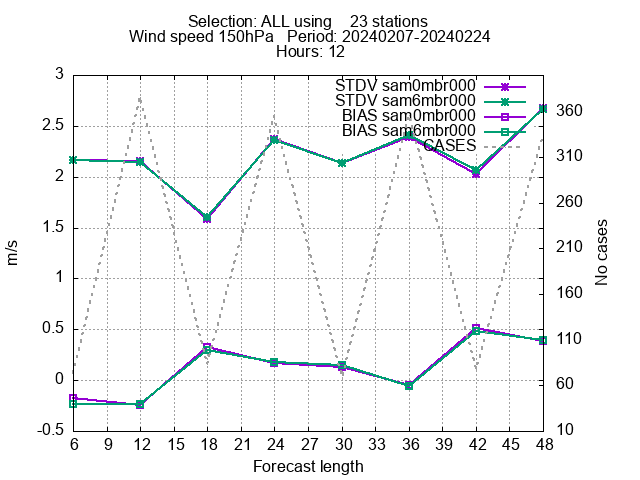 Selection: ALL using    23 stations
Wind speed 150hPa   Period: 20240207-20240224
Hours: 12
STDV sam0mbr000
STDV sam6mbr000
BIAS sam0mbr000
BIAS sam6mbr000
CASES
3
2.5
2
1.5
1
0.5
0
-0.5
m/s
360
310
260
210
160
110
60
10
No cases
6 9 12 15 18 21 24 27 30 33 36 39 42 45 48
Forecast length